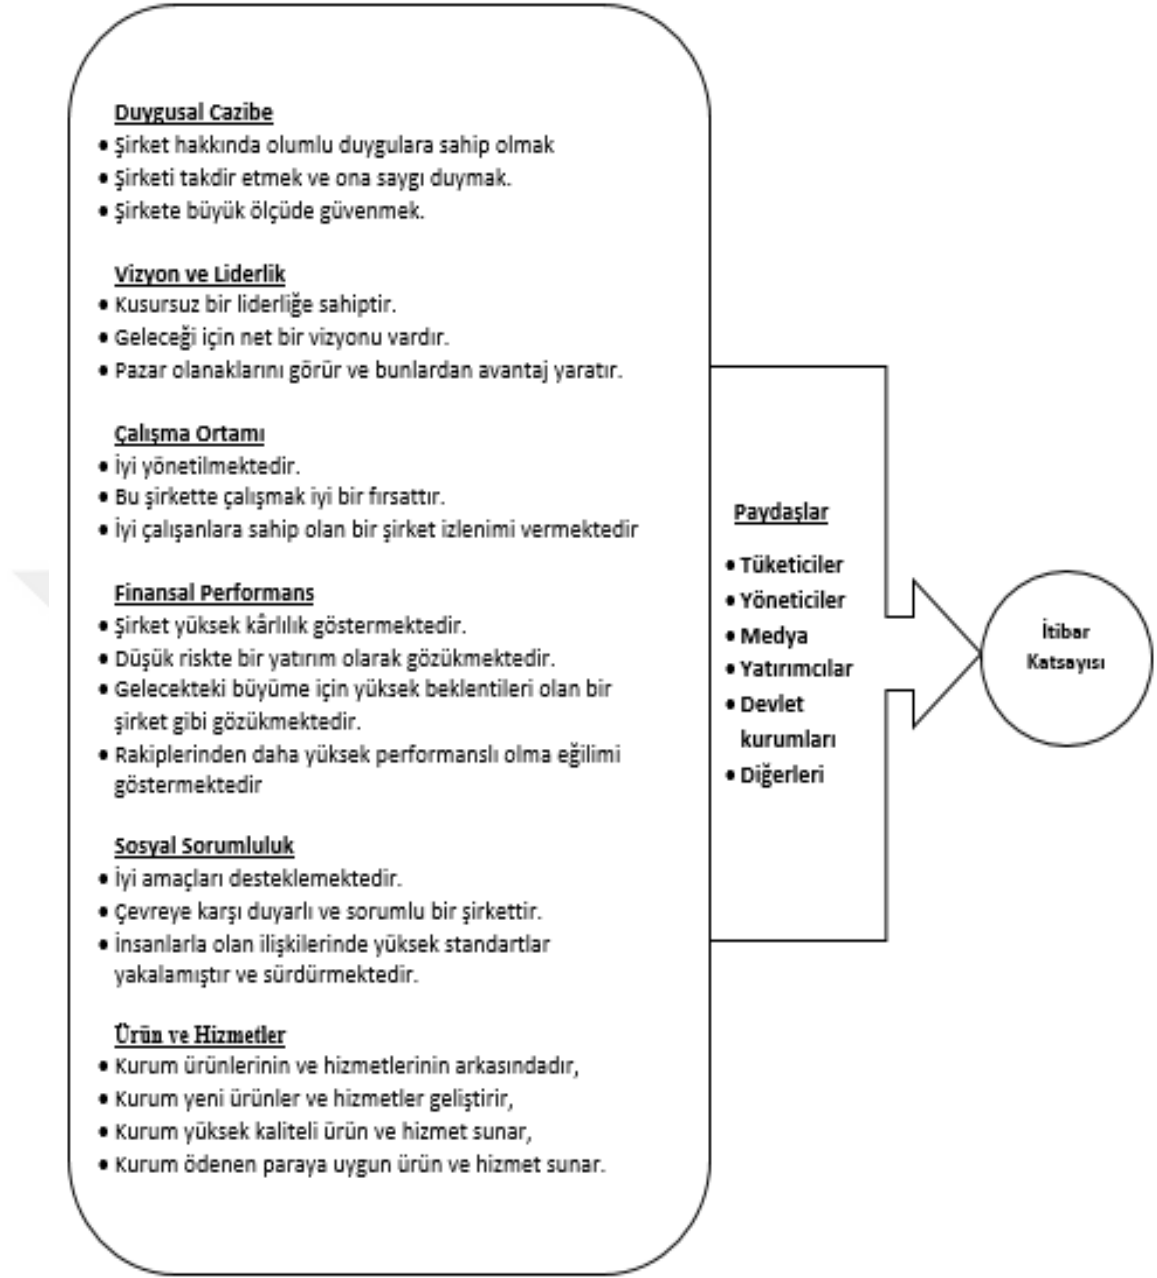 Duygusal Cazibe
• Şirket hakkında olumlu duygulara sahip olmak
• Şirketi takdir etmek ve ona saygı duymak.
• Şirkete büyük ölçüde güvenmek.
Vizyon ve Liderlik
• Kusursuz bir liderliğe sahiptir.
• Geleceği için net bir vizyonu vardır.
• Pazar olanaklarını görür ve bunlardan avantaj yaratır.
Çalışma Ortamı
• İyi yönetilmektedir.
• Bu şirkette çalışmak iyi bir fırsattır.
• İyi çalışanlara sahip olan bir şirket izlenimi vermektedir
Finansal Performans
• Şirket yüksek kârlılık göstermektedir.
• Düşük riskte bir yatırım olarak gözükmektedir.
• Gelecekteki büyüme için yüksek beklentileri olan bir
şirket gibi gözükmektedir.
• Rakiplerinden daha yüksek performanslı olma eğilimi
göstermektedir
Sosyal Sorumluluk
• İyi amaçları desteklemektedir.
• Çevreye karşı duyarlı ve sorumlu bir şirkettir.
• İnsanlarla olan ilişkilerinde yüksek standartlar
yakalamıştır ve sürdürmektedir.
Ürün ve Hizmetler
• Kurum ürünlerinin ve hizmetlerinin arkasındadır,
• Kurum yeni ürünler ve hizmetler geliştirir,
• Kurum yüksek kaliteli ürün ve hizmet sunar,
• Kurum ödenen paraya uygun ürün ve hizmet sunar.
Paydaşlar
• Tüketiciler
• Yöneticiler
• Medya
• Yatırımcılar
• Devlet
kurumları
• Diğerleri
İtibar
Katsayısı